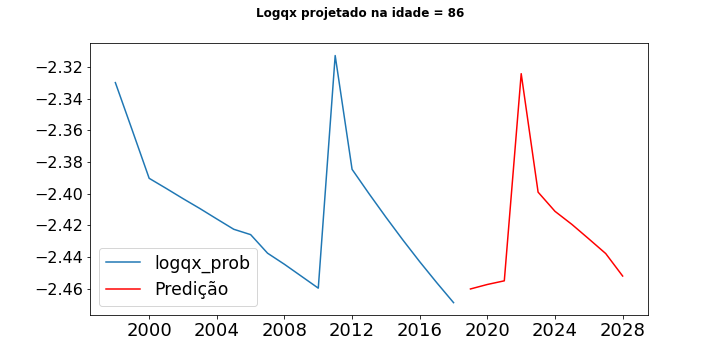 Logqx projetado na idade = 86
−2.32
−2.34
−2.36
−2.38
−2.40
−2.42
−2.44
−2.46
logqx_prob
Predição
2000 2004 2008 2012 2016 2020 2024 2028